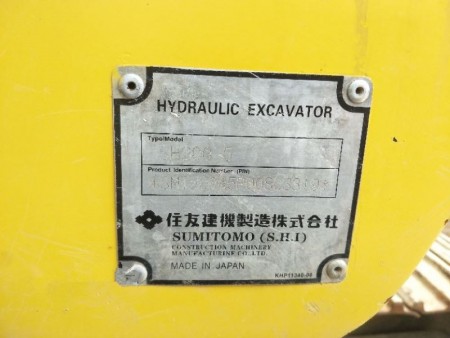 HYDRAULIC EXCAVATOR
Type/Model
Product Identification Number (PIN)
住友建機製造株式会社
SUMITOMO (S.H.I)
CONSTRUCTION MACHINERY
MANUFACTURING CO.,LTD.
MADE IN JAPAN